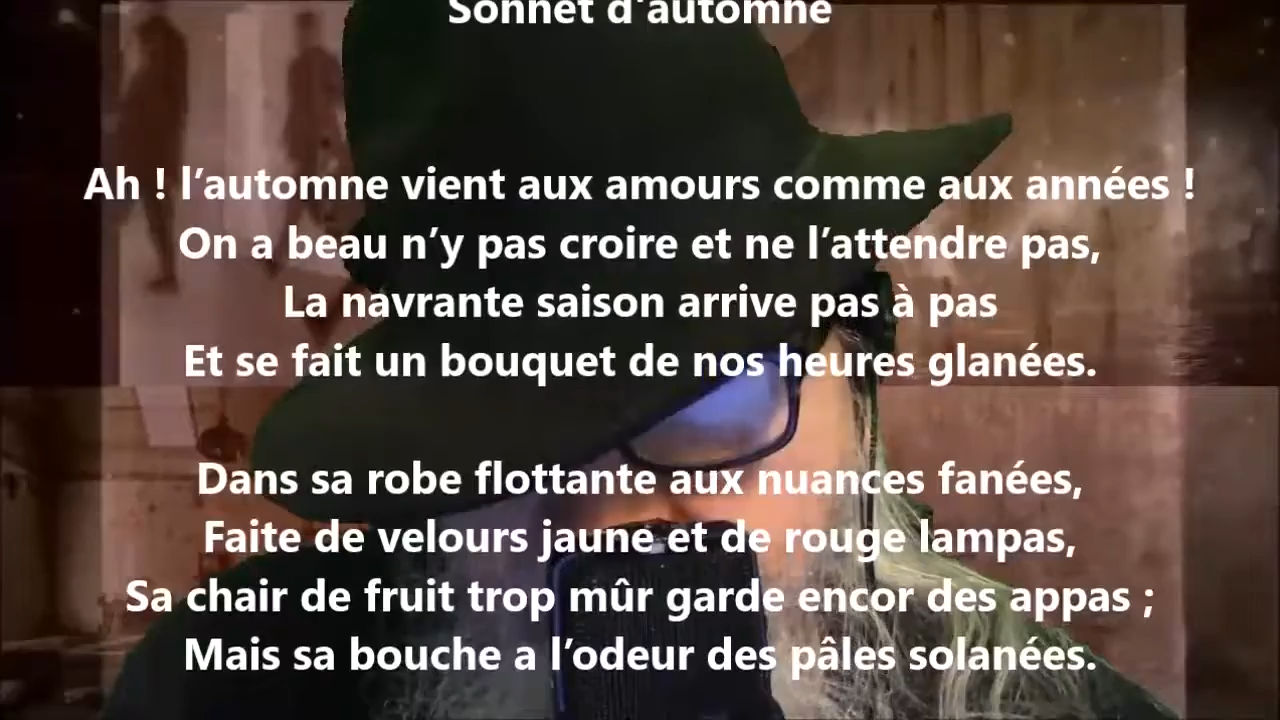 Sonnet d'automne
Ah ! l’automne vient aux amours comme aux années !
On a beau n’y pas croire et ne l’attendre pas,
La navrante saison arrive pas à pas
Et se fait un bouquet de nos heures glanées.
Dans sa robe flottante aux nuances fanées,
Faite de velours jaune et de rouge lampas,
Sa chair de fruit trop mûr garde encor des appas ;
Mais sa bouche a l’odeur des pâles solanées.